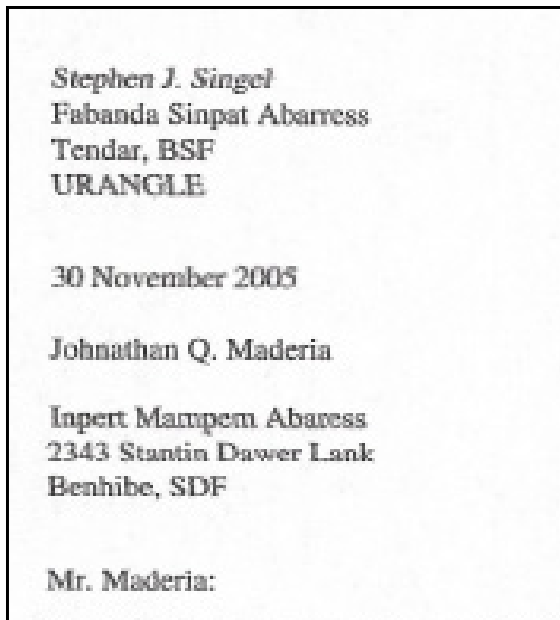 Stephen J. Singel
Fabanda Sinpat Abarress
Tendar, BSF
URANGLE
30 November 2005
Johnathan Q. Maderia
Inpert Mampem Abaress
2343 Stantin Dawer Lank
Benhibe, SDF
Mr. Maderia: